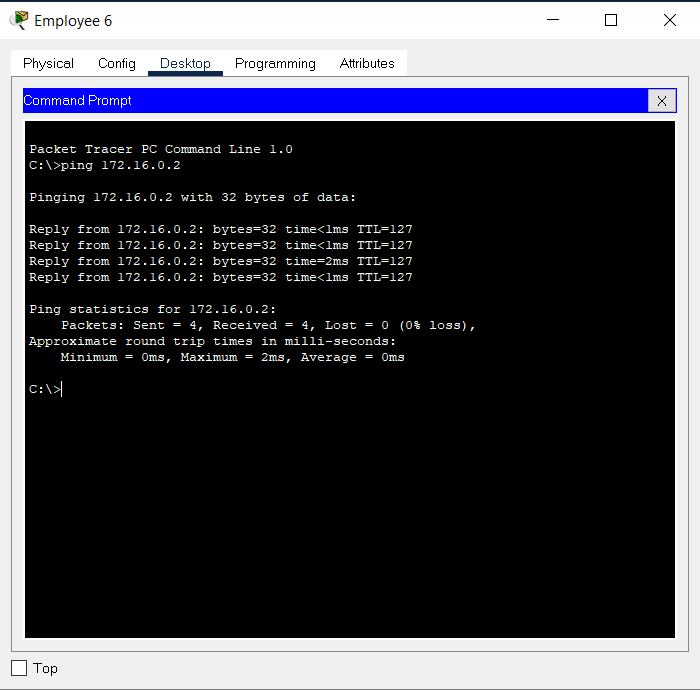 Employee 6
Physical Config Desktop Programming Attributes
Command Prompt
X
Packet Tracer PC Command Line 1.0
C:\>ping 172.16.0.2
Pinging 172.16.0.2 with 32 bytes of data:
Reply from 172.16.0.2: bytes=32 time<1ms TTL=127
Reply from 172.16.0.2: bytes=32 time<1ms TTL=127
Reply from 172.16.0.2: bytes=32 time=2ms TTL=127
Reply from 172.16.0.2: bytes=32 time<1ms TTL=127
Ping statistics for 172.16.0.2:
Packets: Sent = 4, Received = 4, Lost = 0 (0% loss),
Approximate round trip times in milli-seconds:
Minimum = 0ms, Maximum = 2ms, Average = 0ms
C:\>
Top